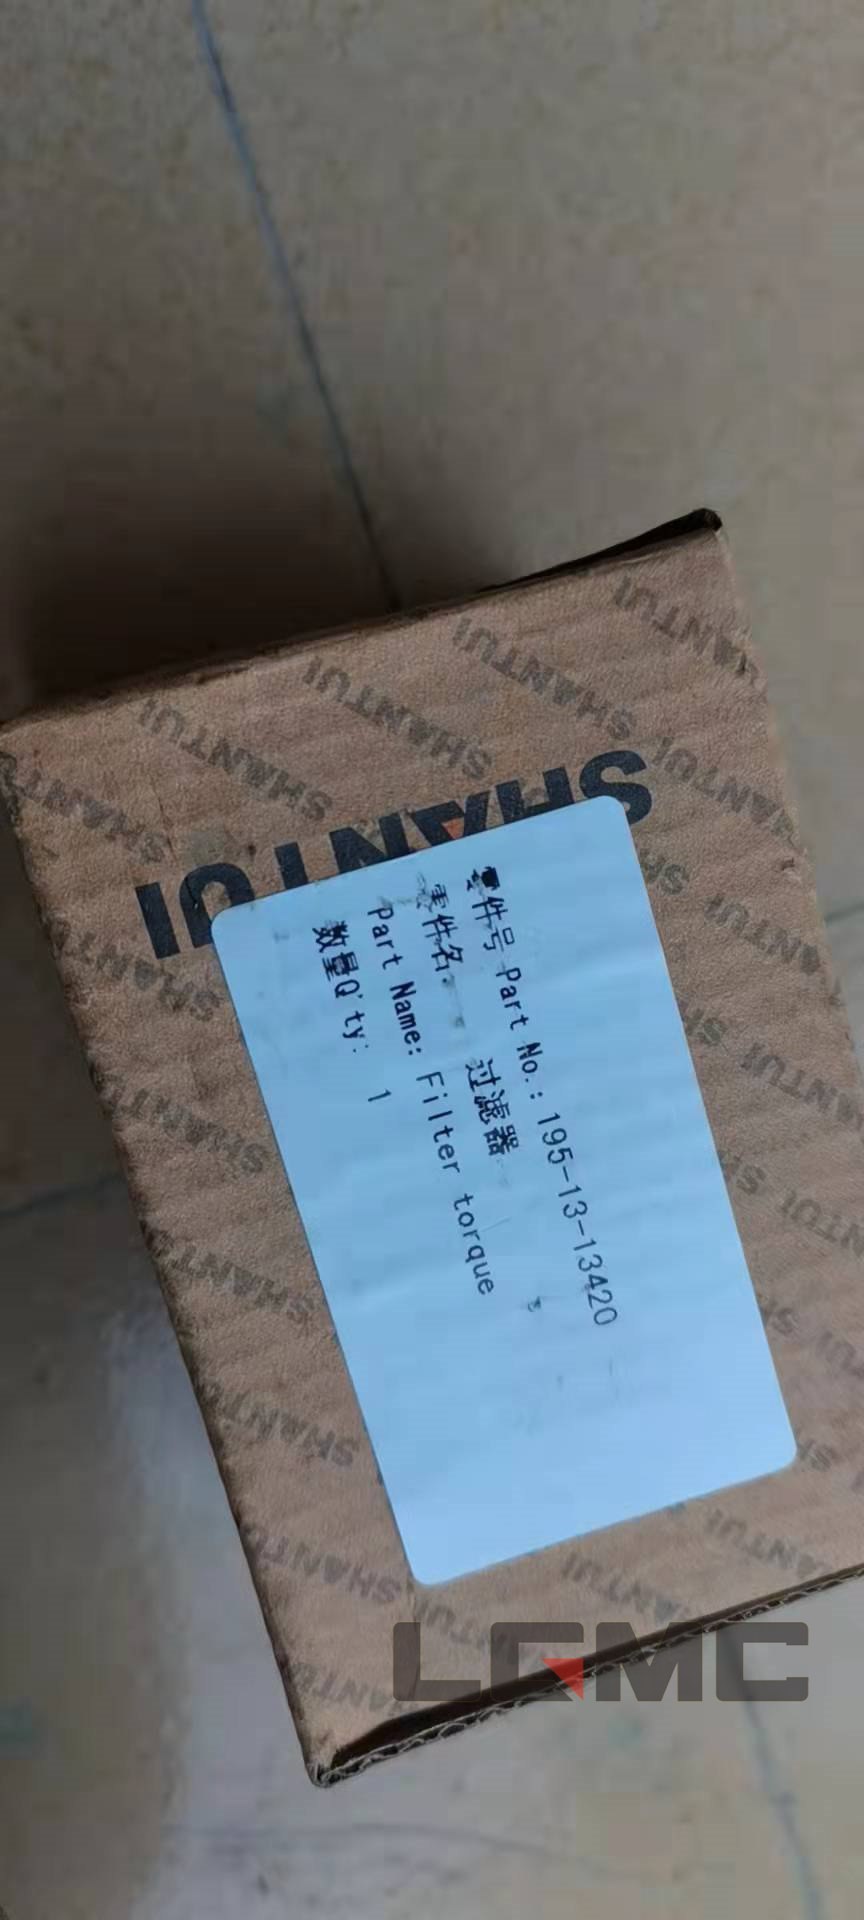 SHANTUI
零件号 Part No.: 195-13-13420
零件名: 过滤器
Part Name: Filter torque
数量Q'ty: 1
LGMC